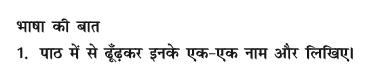 भाषा की बात
1. पाठ में से ढूँढ़कर इनके एक-एक नाम और लिखिए।